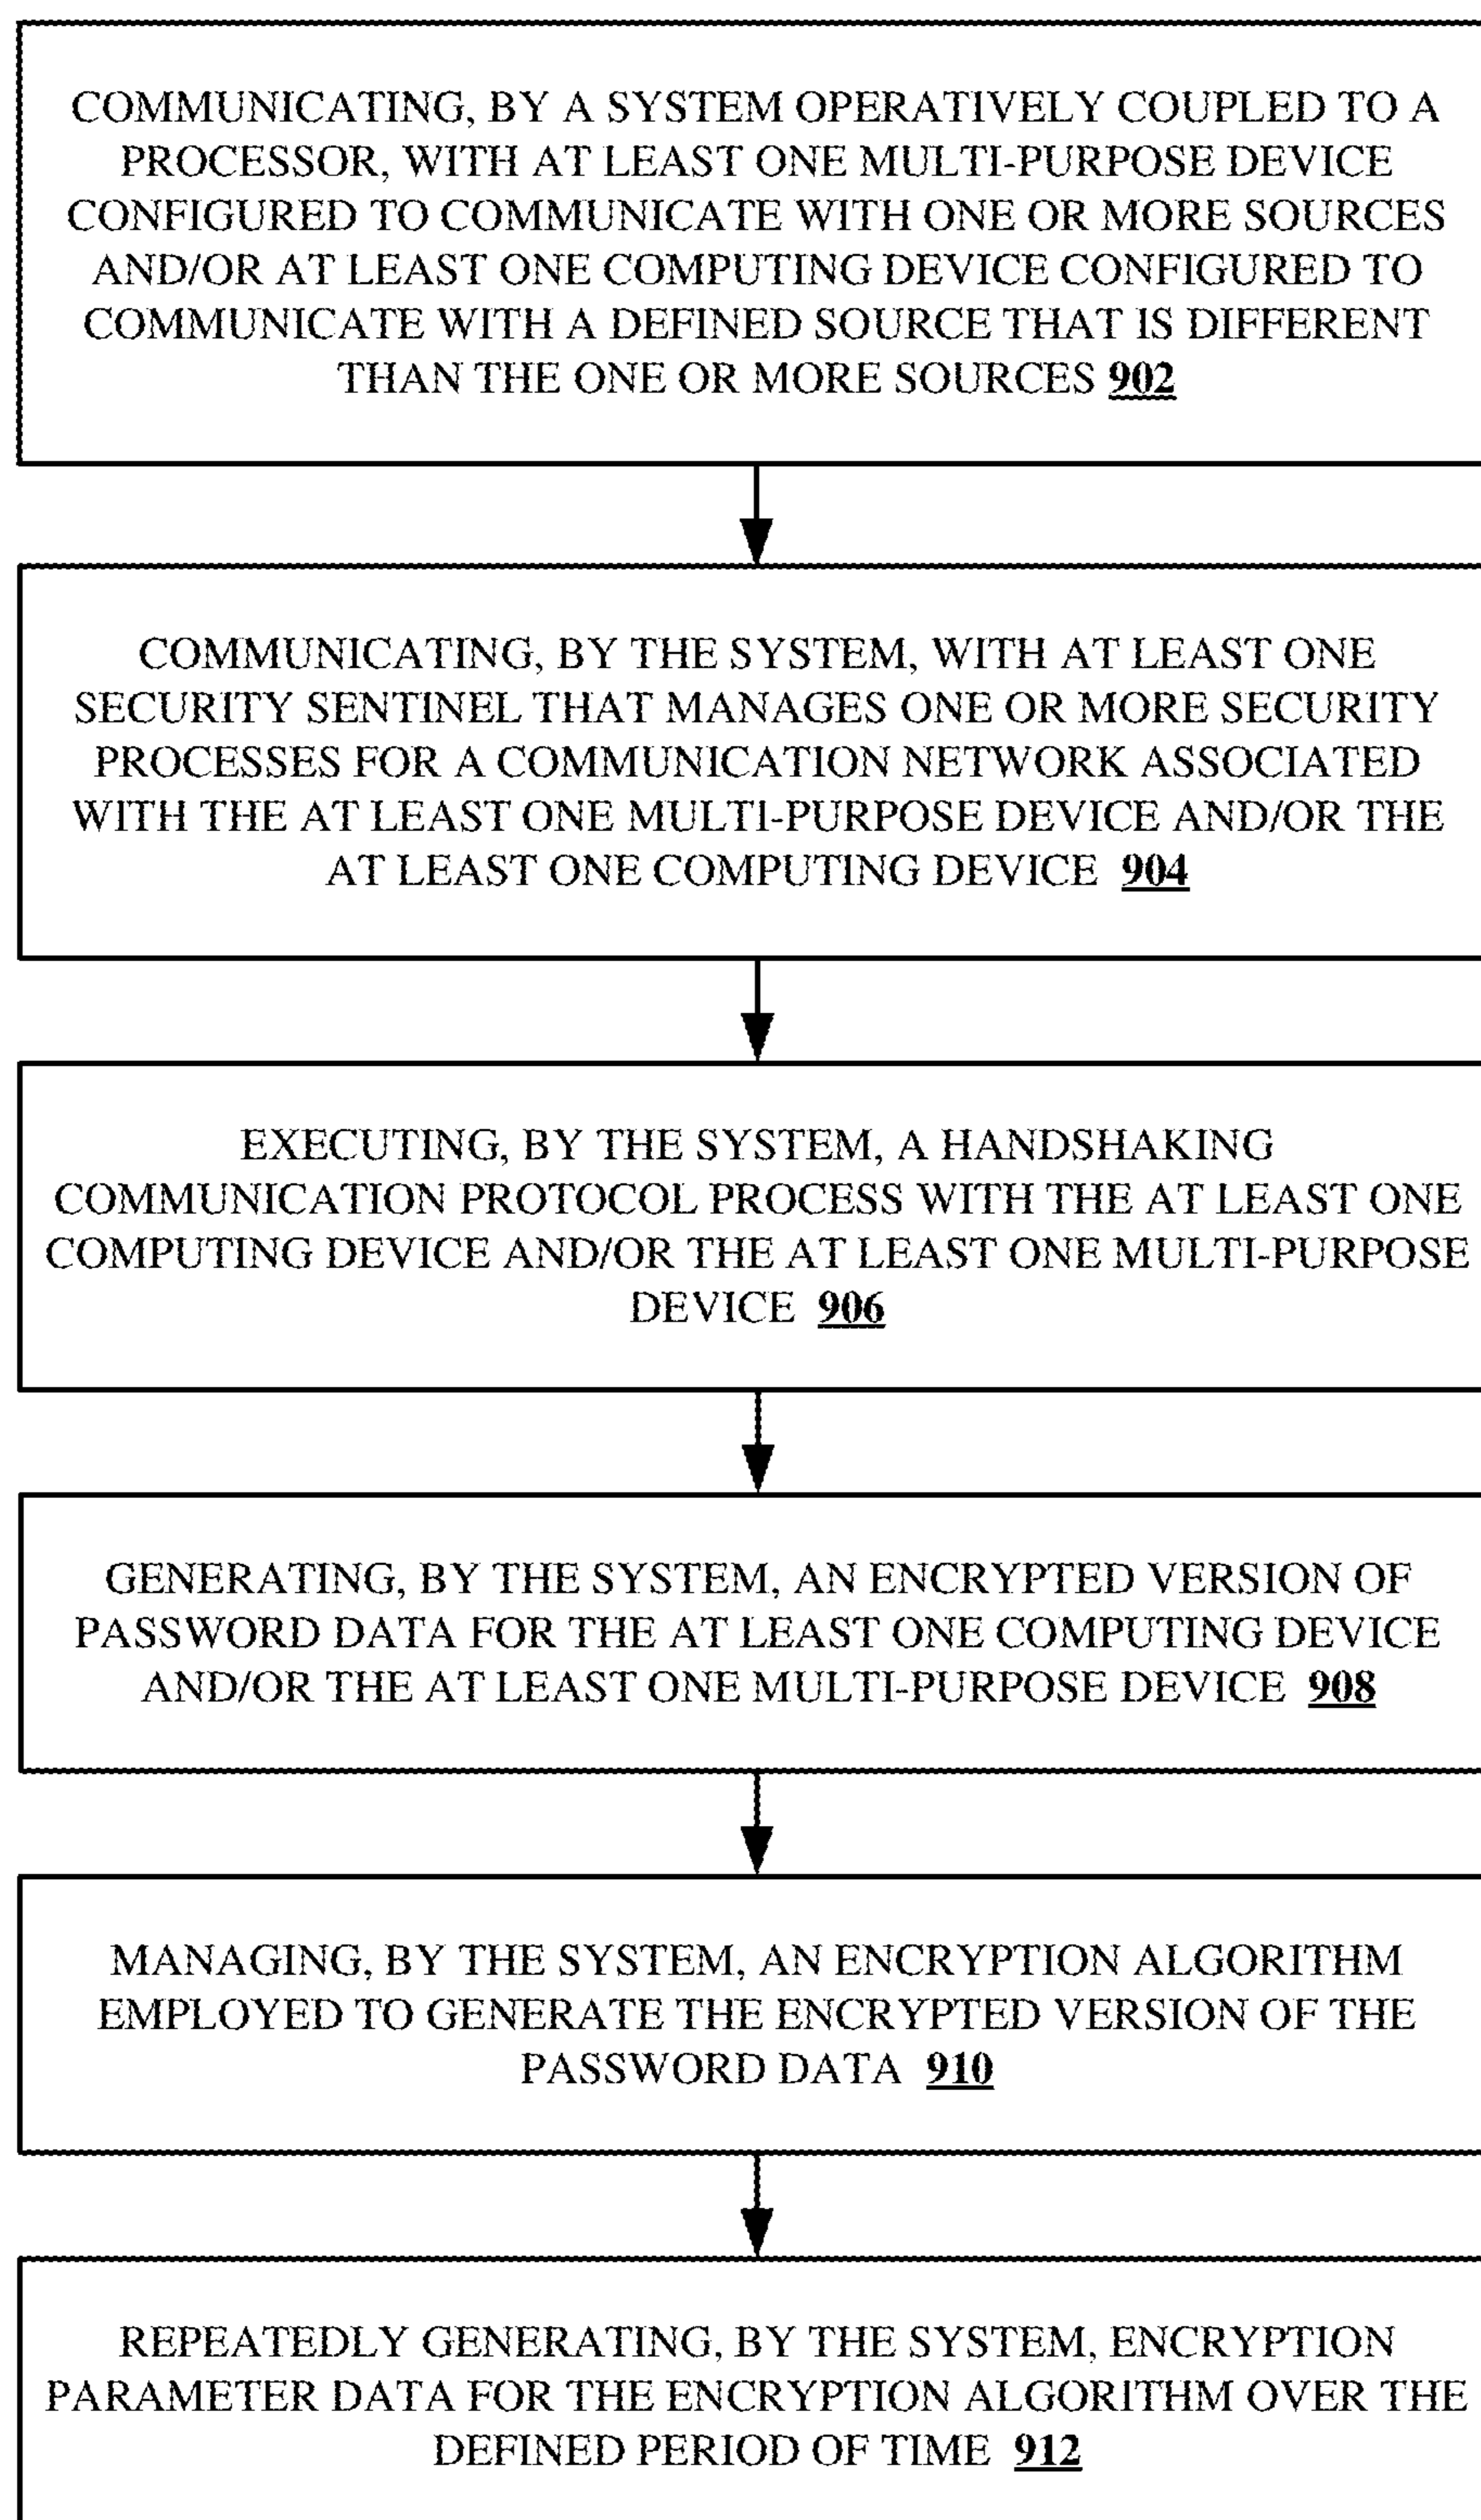 COMMUNICATING, BY A SYSTEM OPERATIVELY COUPLED TO A
PROCESSOR, WITH AT LEAST ONE MULTI-PURPOSE DEVICE
CONFIGURED TO COMMUNICATE WITH ONE OR MORE SOURCES
AND/OR AT LEAST ONE COMPUTING DEVICE CONFIGURED TO
COMMUNICATE WITH A DEFINED SOURCE THAT IS DIFFERENT
THAN THE ONE OR MORE SOURCES 902
COMMUNICATING, BY THE SYSTEM, WITH AT LEAST ONE
SECURITY SENTINEL THAT MANAGES ONE OR MORE SECURITY
PROCESSES FOR A COMMUNICATION NETWORK ASSOCIATED
WITH THE AT LEAST ONE MULTI-PURPOSE DEVICE AND/OR THE
AT LEAST ONE COMPUTING DEVICE 904
EXECUTING, BY THE SYSTEM, A HANDSHAKING
COMMUNICATION PROTOCOL PROCESS WITH THE AT LEAST ONE
COMPUTING DEVICE AND/OR THE AT LEAST ONE MULTI-PURPOSE
DEVICE 906
GENERATING, BY THE SYSTEM, AN ENCRYPTED VERSION OF
PASSWORD DATA FOR THE AT LEAST ONE COMPUTING DEVICE
AND/OR THE AT LEAST ONE MULTI-PURPOSE DEVICE 908
MANAGING, BY THE SYSTEM, AN ENCRYPTION ALGORITHM
EMPLOYED TO GENERATE THE ENCRYPTED VERSION OF THE
PASSWORD DATA 910
REPEATEDLY GENERATING, BY THE SYSTEM, ENCRYPTION
PARAMETER DATA FOR THE ENCRYPTION ALGORITHM OVER THE
DEFINED PERIOD OF TIME 912